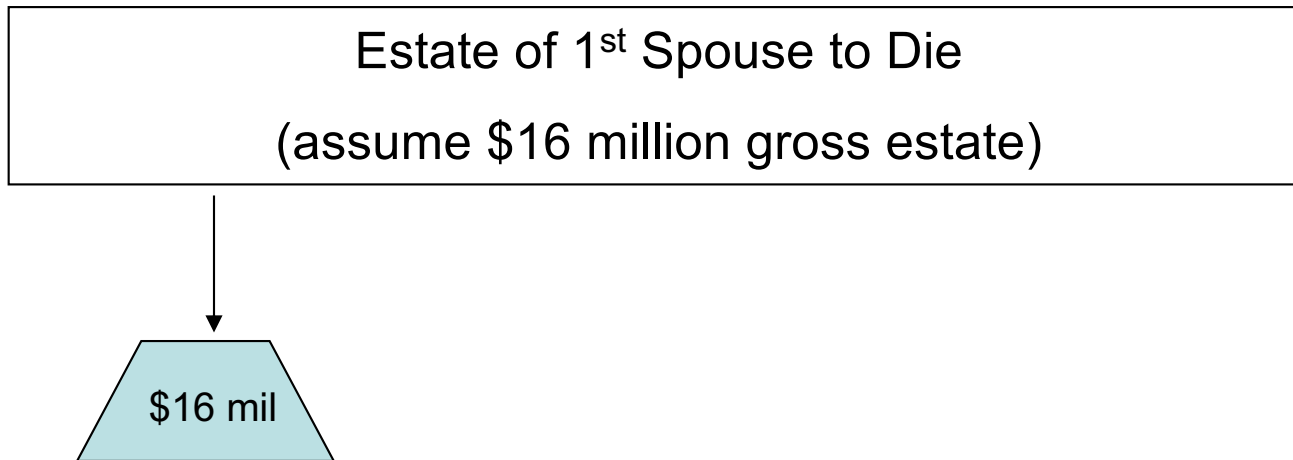 Estate of 1st Spouse to Die
(assume $16 million gross estate)
$16 mil